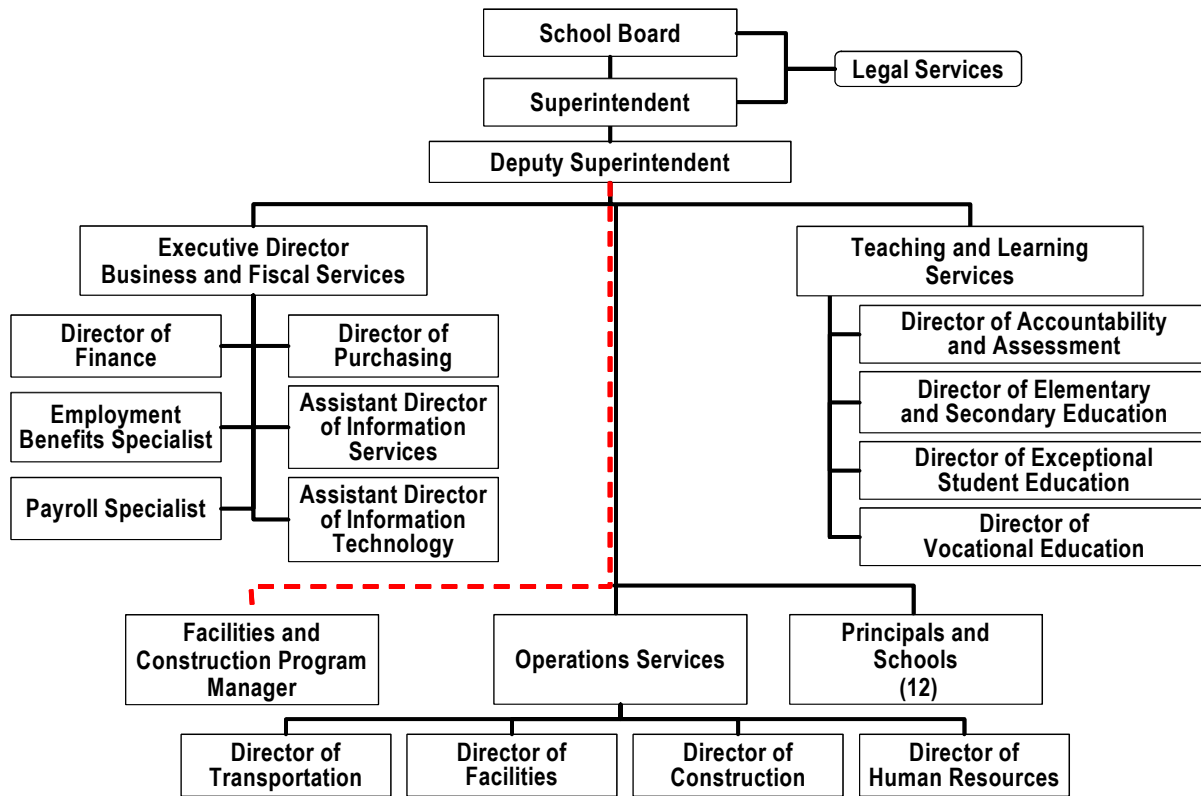 School Board
Legal Services
Superintendent
Deputy Superintendent
Executive Director
Business and Fiscal Services
Teaching and Learning
Services
Director of
Finance
Director of
Purchasing
Employment
Benefits Specialist
Assistant Director
of Information
Services
Payroll Specialist
Assistant Director
of Information
Technology
Director of Accountability
and Assessment
Director of Elementary
and Secondary Education
Director of Exceptional
Student Education
Director of
Vocational Education
Facilities and
Construction Program
Manager
Operations Services
Principals and
Schools
(12)
Director of
Transportation
Director of
Facilities
Director of
Construction
Director of
Human Resources